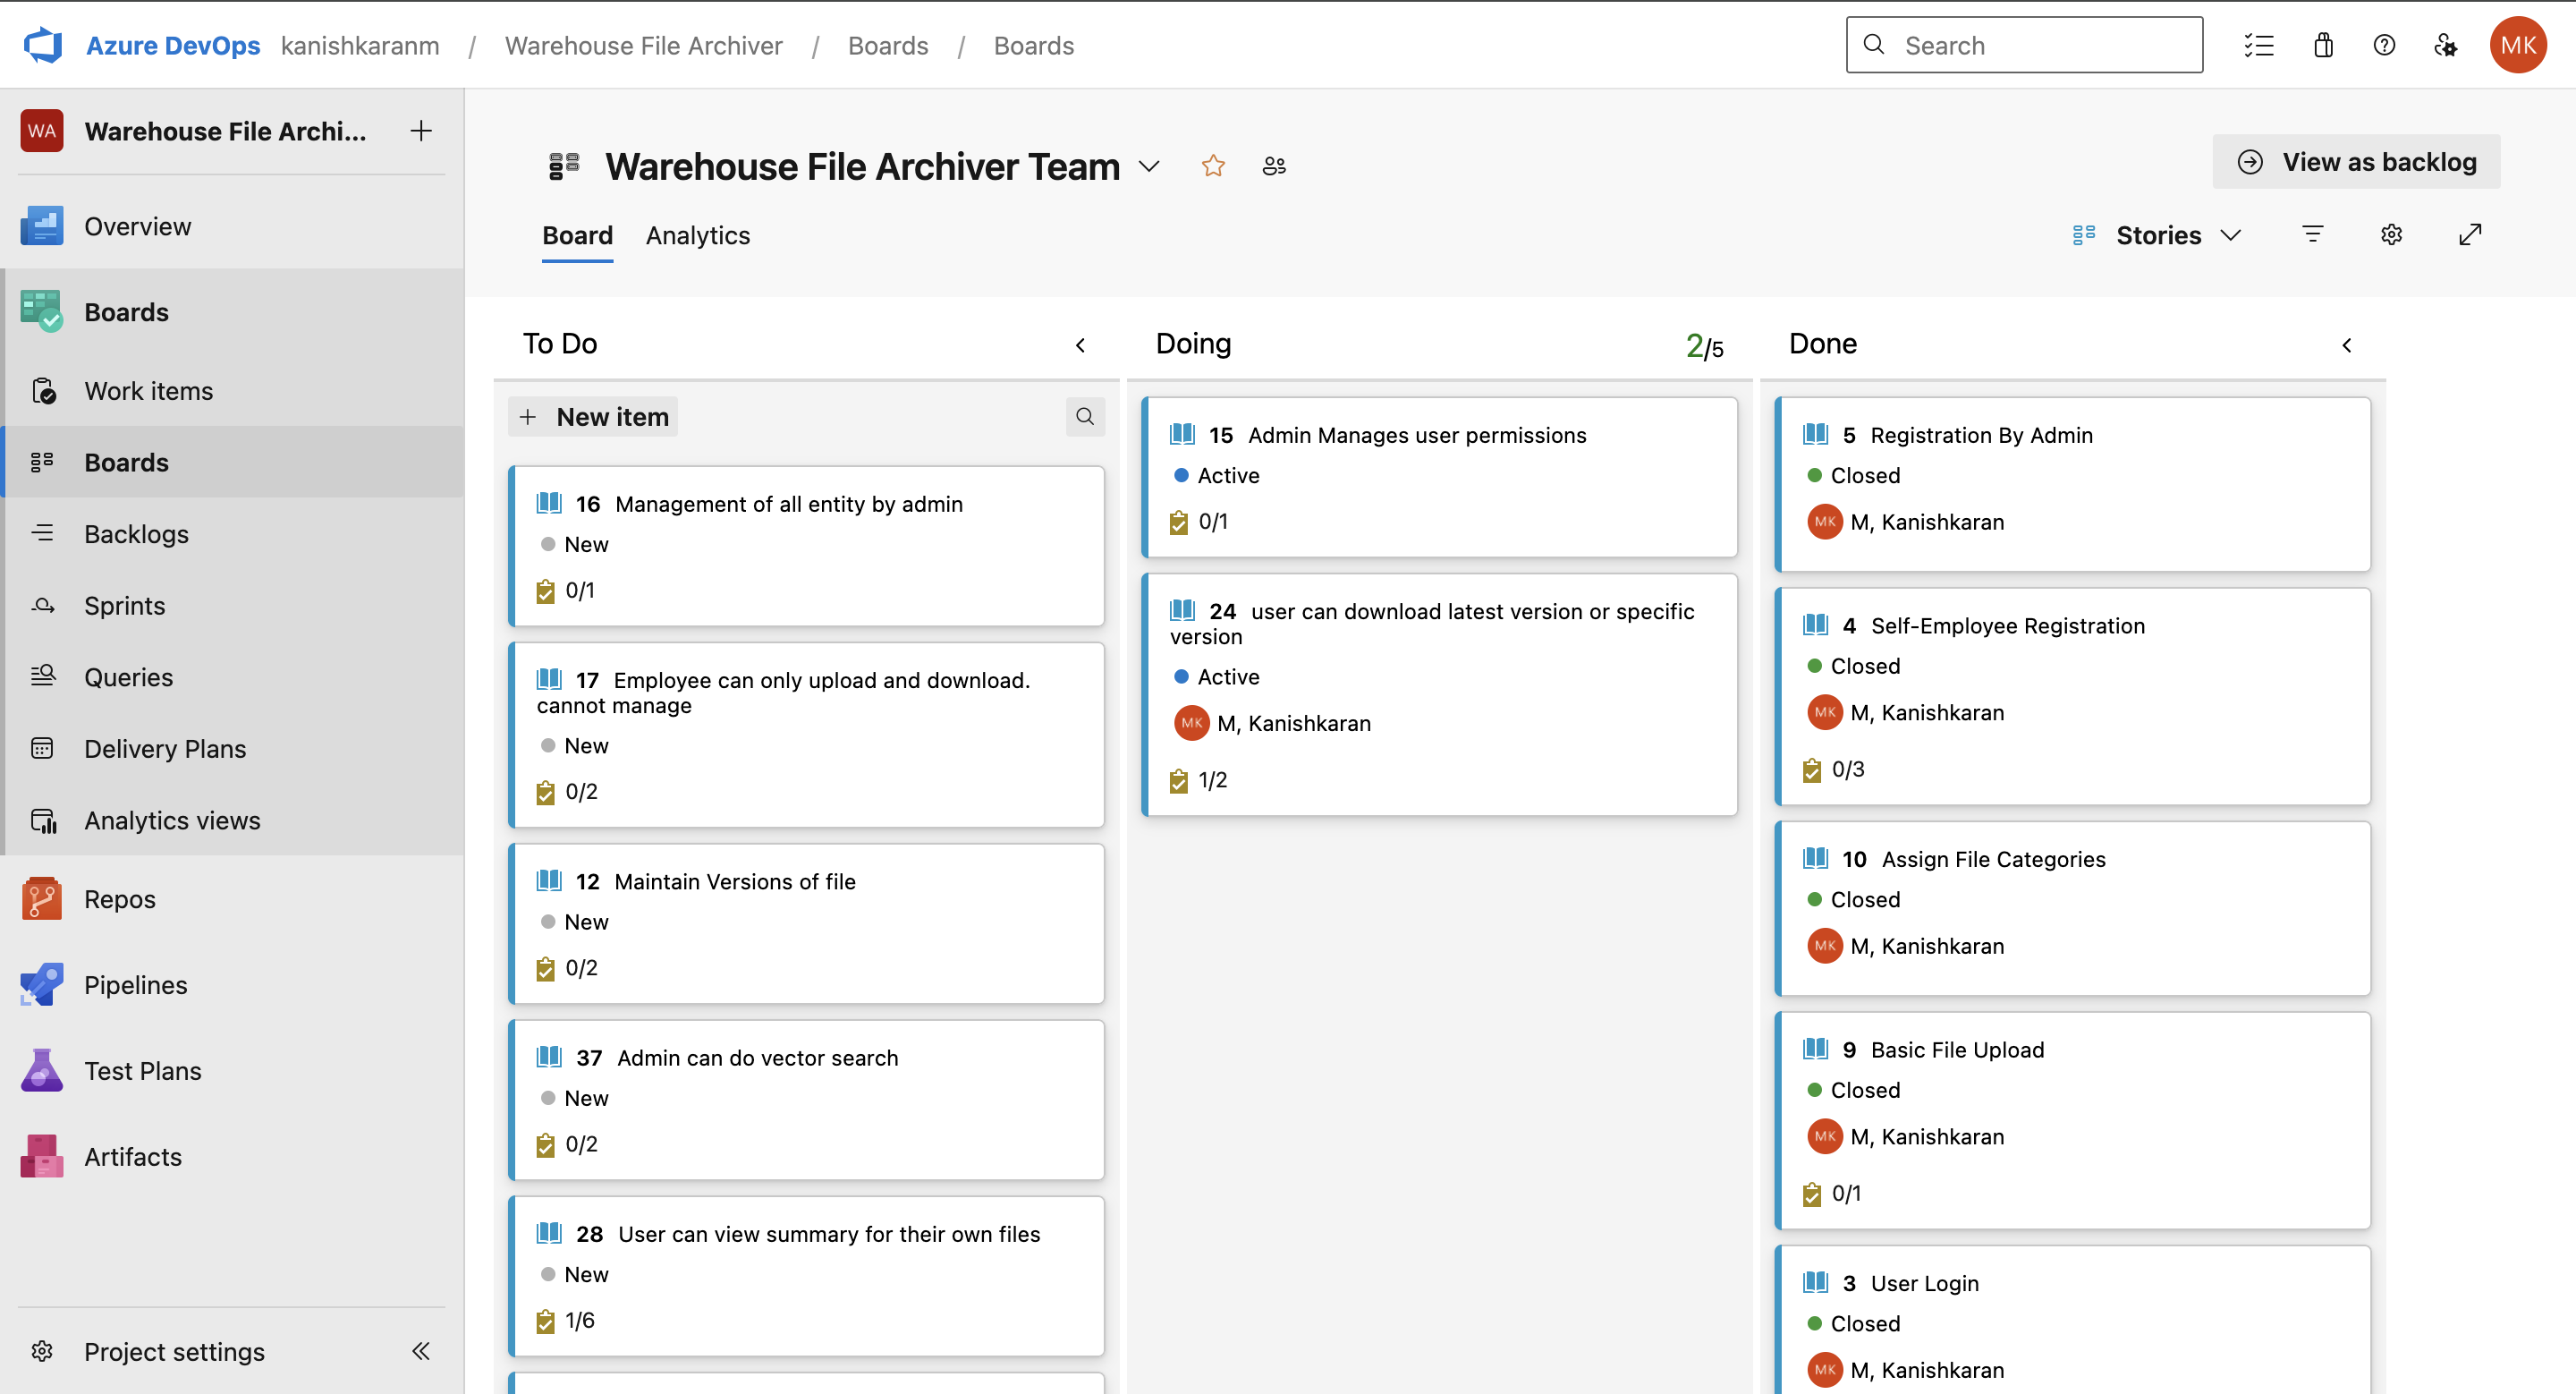 Azure DevOps kanishkaranm / Warehouse File Archiver / Boards / Boards
Search
MK
WA Warehouse File Archi...
Overview
Boards
Work items
Boards
Backlogs
Sprints
Queries
Delivery Plans
Analytics views
Repos
Pipelines
Test Plans
Artifacts
Project settings
Warehouse File Archiver Team
View as backlog
Board Analytics
Stories
To Do
New item
16 Management of all entity by admin
New
0/1
17 Employee can only upload and download.
cannot manage
New
0/2
12 Maintain Versions of file
New
0/2
37 Admin can do vector search
New
0/2
28 User can view summary for their own files
New
1/6
Doing 2/5
15 Admin Manages user permissions
Active
0/1
24 user can download latest version or specific
version
Active
MK M, Kanishkaran
1/2
Done
5 Registration By Admin
Closed
MK M, Kanishkaran
4 Self-Employee Registration
Closed
MK M, Kanishkaran
0/3
10 Assign File Categories
Closed
MK M, Kanishkaran
9 Basic File Upload
Closed
MK M, Kanishkaran
0/1
3 User Login
Closed
MK M, Kanishkaran